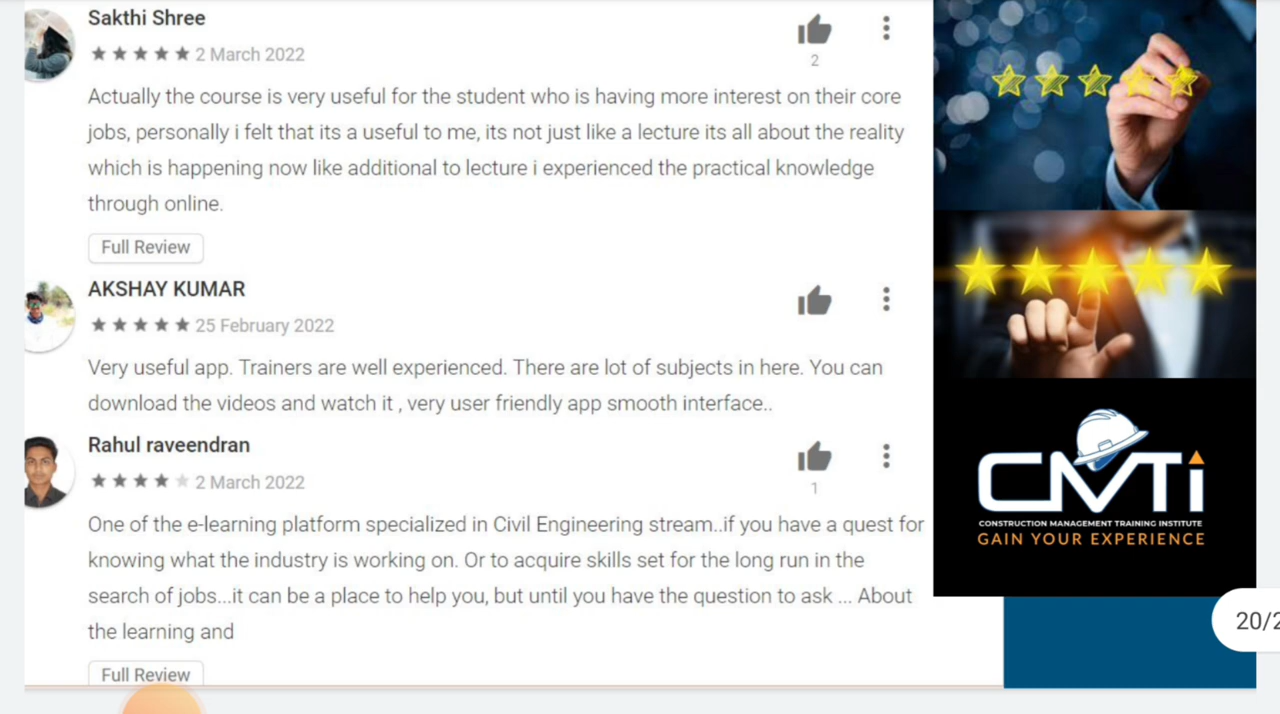 Sakthi Shree
2 March 2022
2
Actually the course is very useful for the student who is having more interest on their core
jobs, personally i felt that its a useful to me, its not just like a lecture its all about the reality
which is happening now like additional to lecture i experienced the practical knowledge
through online.
Full Review
AKSHAY KUMAR
25 February 2022
Very useful app. Trainers are well experienced. There are lot of subjects in here. You can
download the videos and watch it , very user friendly app smooth interface..
Rahul raveendran
2 March 2022
1
One of the e-learning platform specialized in Civil Engineering stream..if you have a quest for
knowing what the industry is working on. Or to acquire skills set for the long run in the
search of jobs...it can be a place to help you, but until you have the question to ask ... About
the learning and
Full Review
CMTi
CONSTRUCTION MANAGEMENT TRAINING INSTITUTE
GAIN YOUR EXPERIENCE
20/2